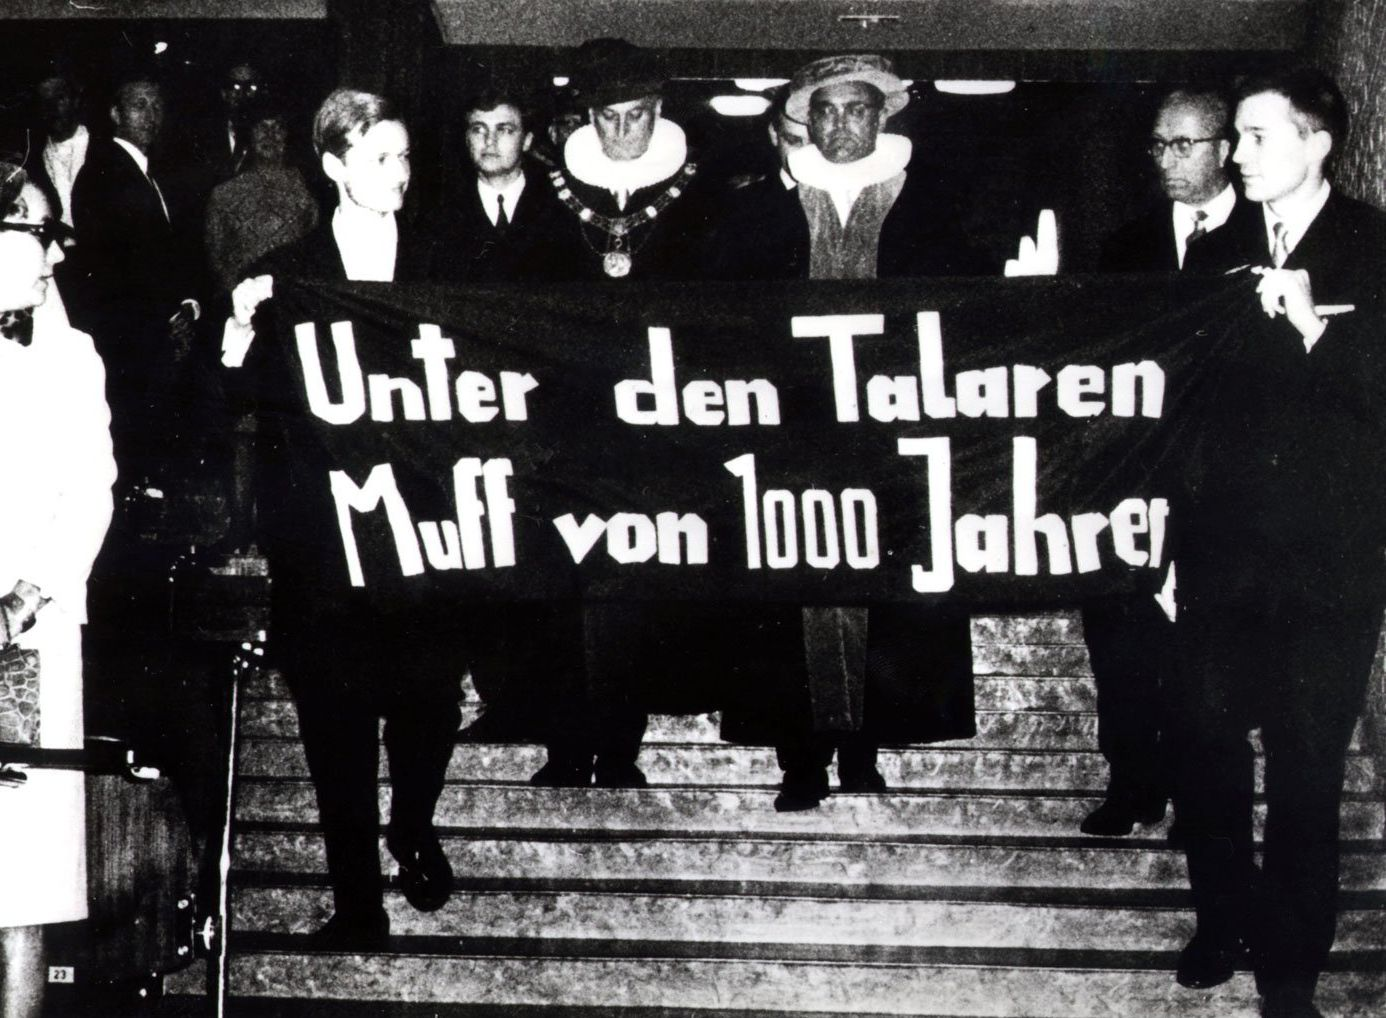 Unter den Talaren
Muff von 1000 Jahren
23